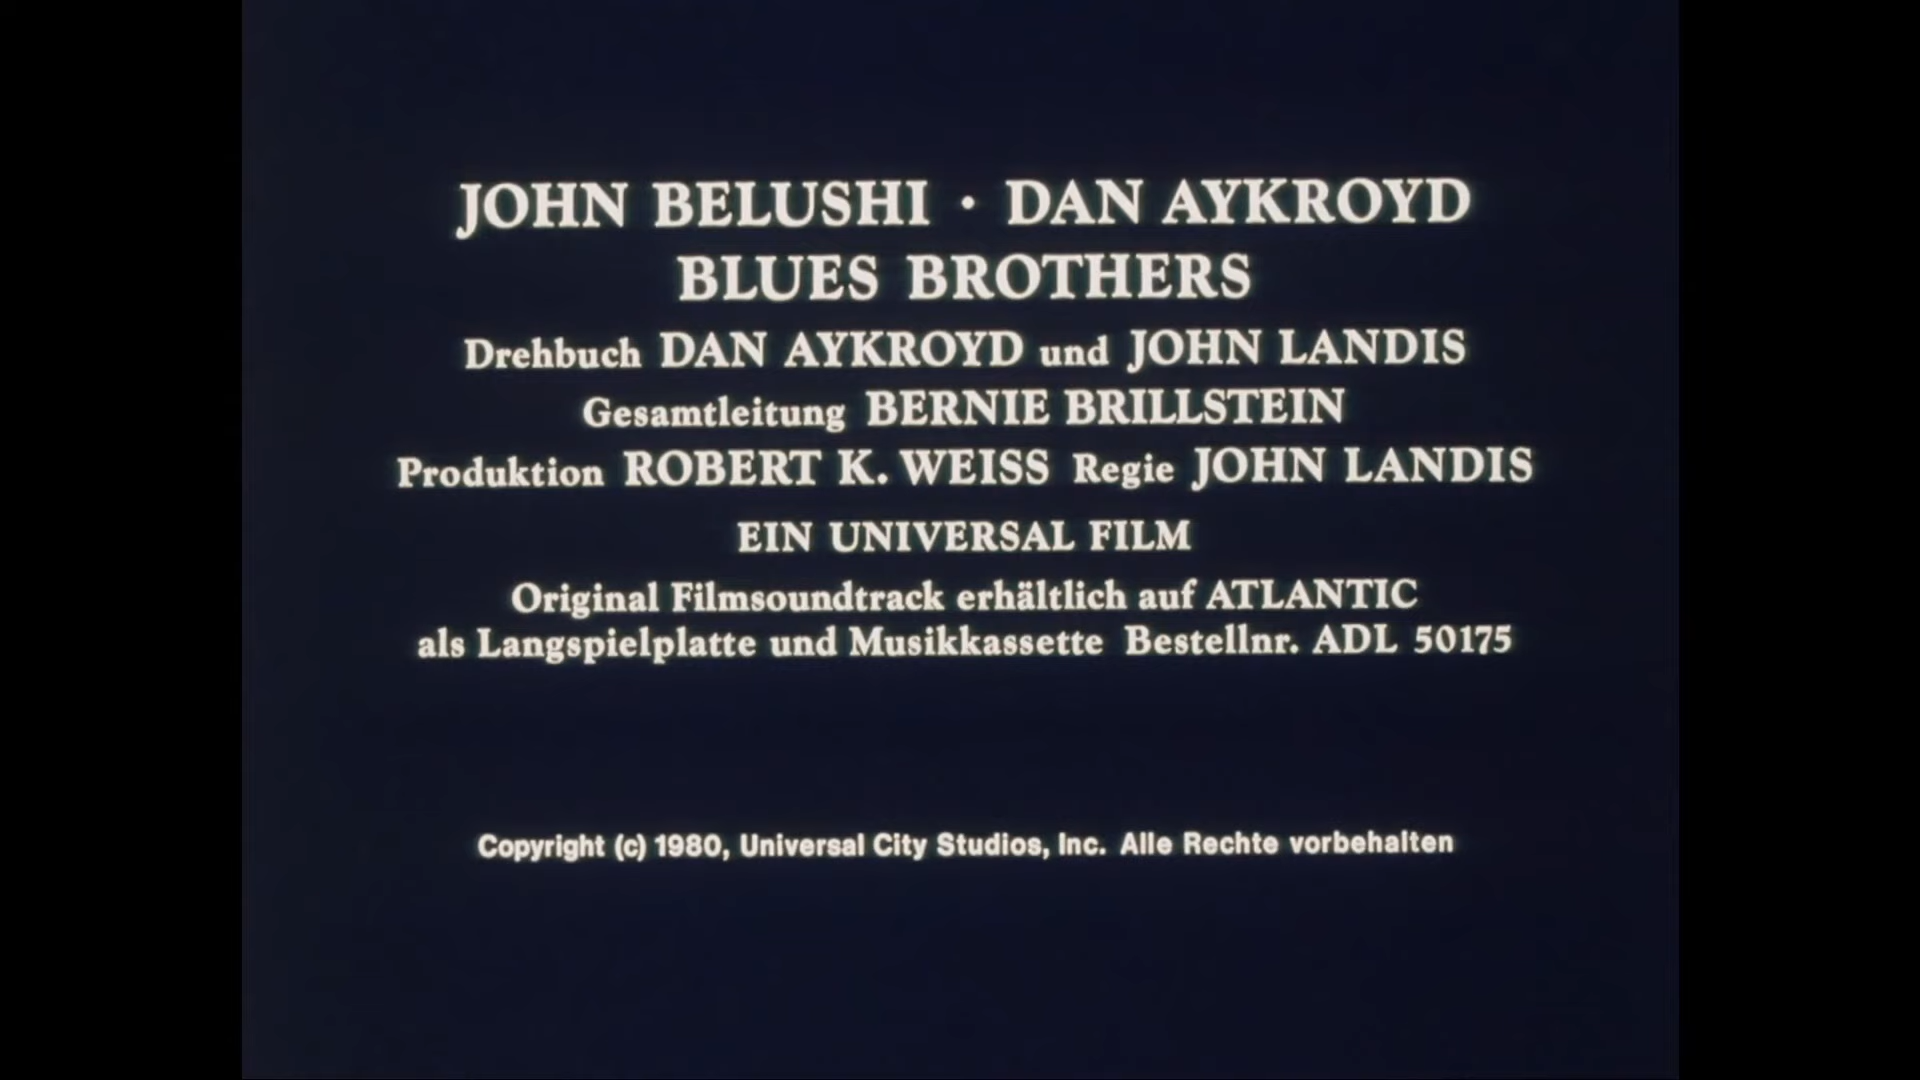 JOHN BELUSHI · DAN AYKROYD
BLUES BROTHERS
Drehbuch DAN AYKROYD und JOHN LANDIS
Gesamtleitung BERNIE BRILLSTEIN
Produktion ROBERT K. WEISS Regie JOHN LANDIS
EIN UNIVERSAL FILM
Original Filmsoundtrack erhältlich auf ATLANTIC
als Langspielplatte und Musikkassette Bestellnr. ADL 50175
Copyright (c) 1980, Universal City Studios, Inc. Alle Rechte vorbehalten